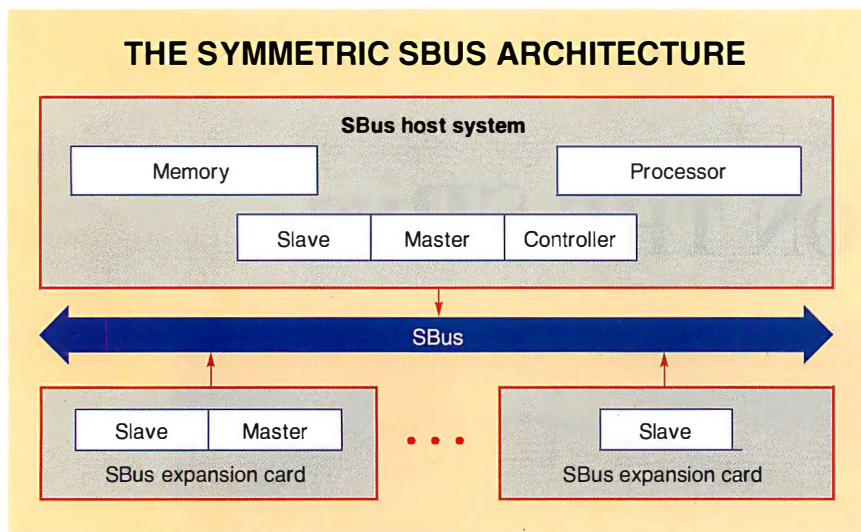 THE SYMMETRIC SBUS ARCHITECTURE
SBus host system
Memory
Processor
Slave
Master
Controller
SBus
Slave
Master
SBus expansion card
Slave
SBus expansion card